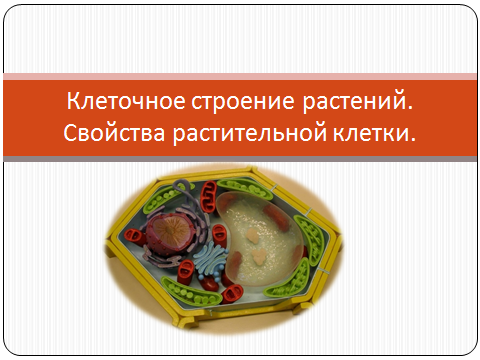 Клеточное строение растений.
Свойства растительной клетки.